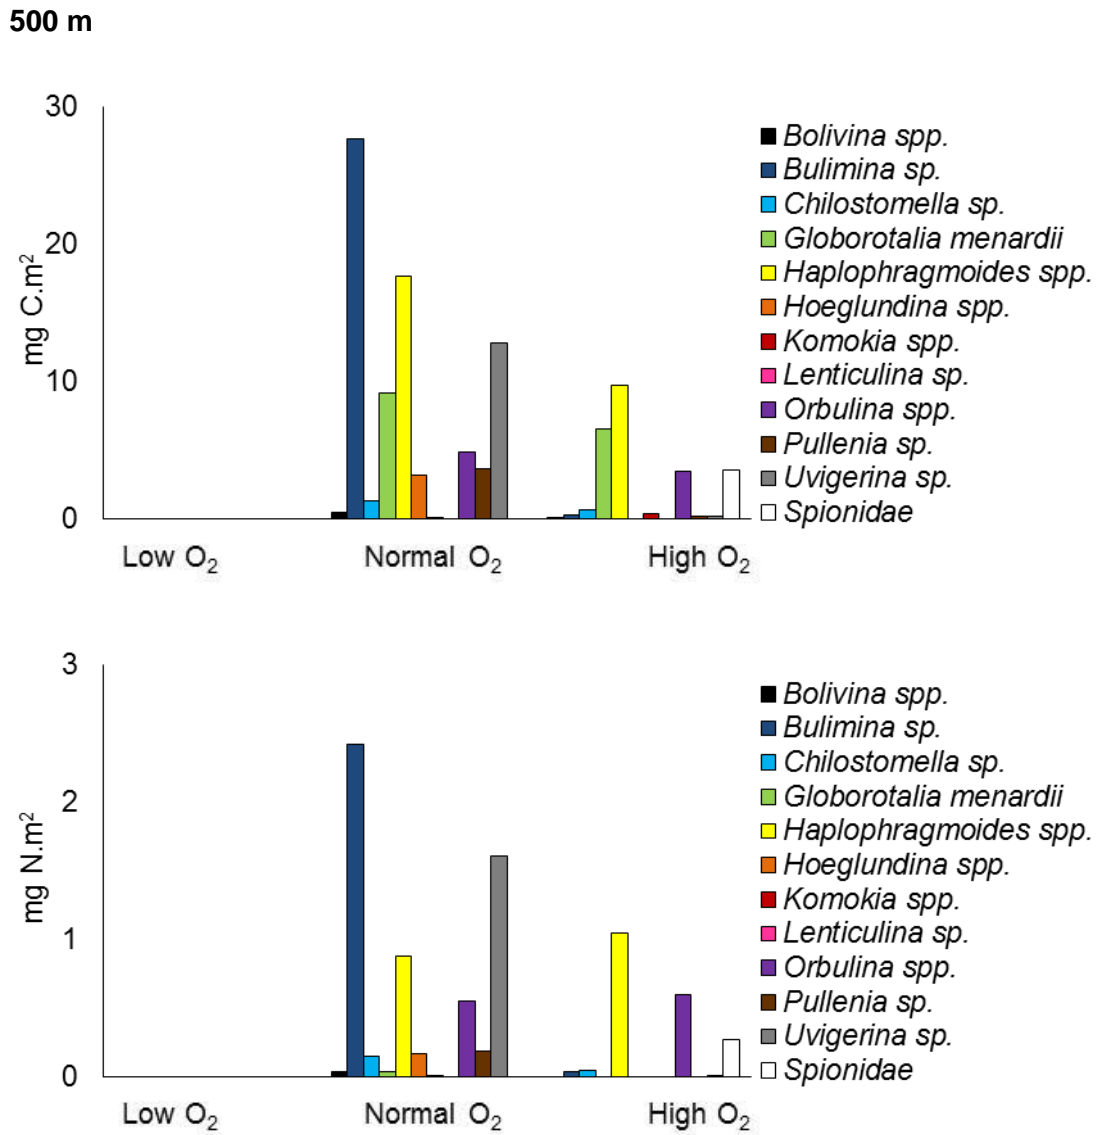 500 m
30
20
10
0
mg C.m²
Low O₂
Normal O₂
High O₂
Bolivina spp.
Bulimina sp.
Chilostomella sp.
Globorotalia menardii
Haplophragmoides spp.
Hoeglundina spp.
Komokia spp.
Lenticulina sp.
Orbulina spp.
Pullenia sp.
Uvigerina sp.
Spionidae
3
2
1
0
mg N.m²
Low O₂
Normal O₂
High O₂
Bolivina spp.
Bulimina sp.
Chilostomella sp.
Globorotalia menardii
Haplophragmoides spp.
Hoeglundina spp.
Komokia spp.
Lenticulina sp.
Orbulina spp.
Pullenia sp.
Uvigerina sp.
Spionidae